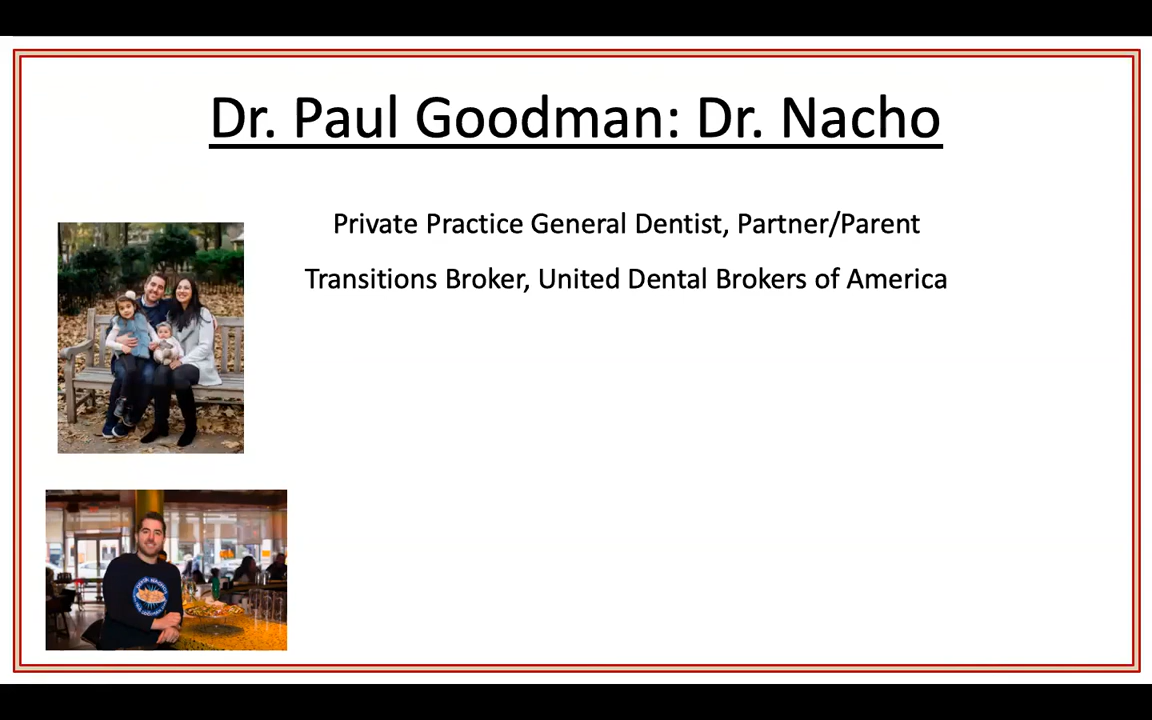 Dr. Paul Goodman: Dr. Nacho
Private Practice General Dentist, Partner/Parent
Transitions Broker, United Dental Brokers of America